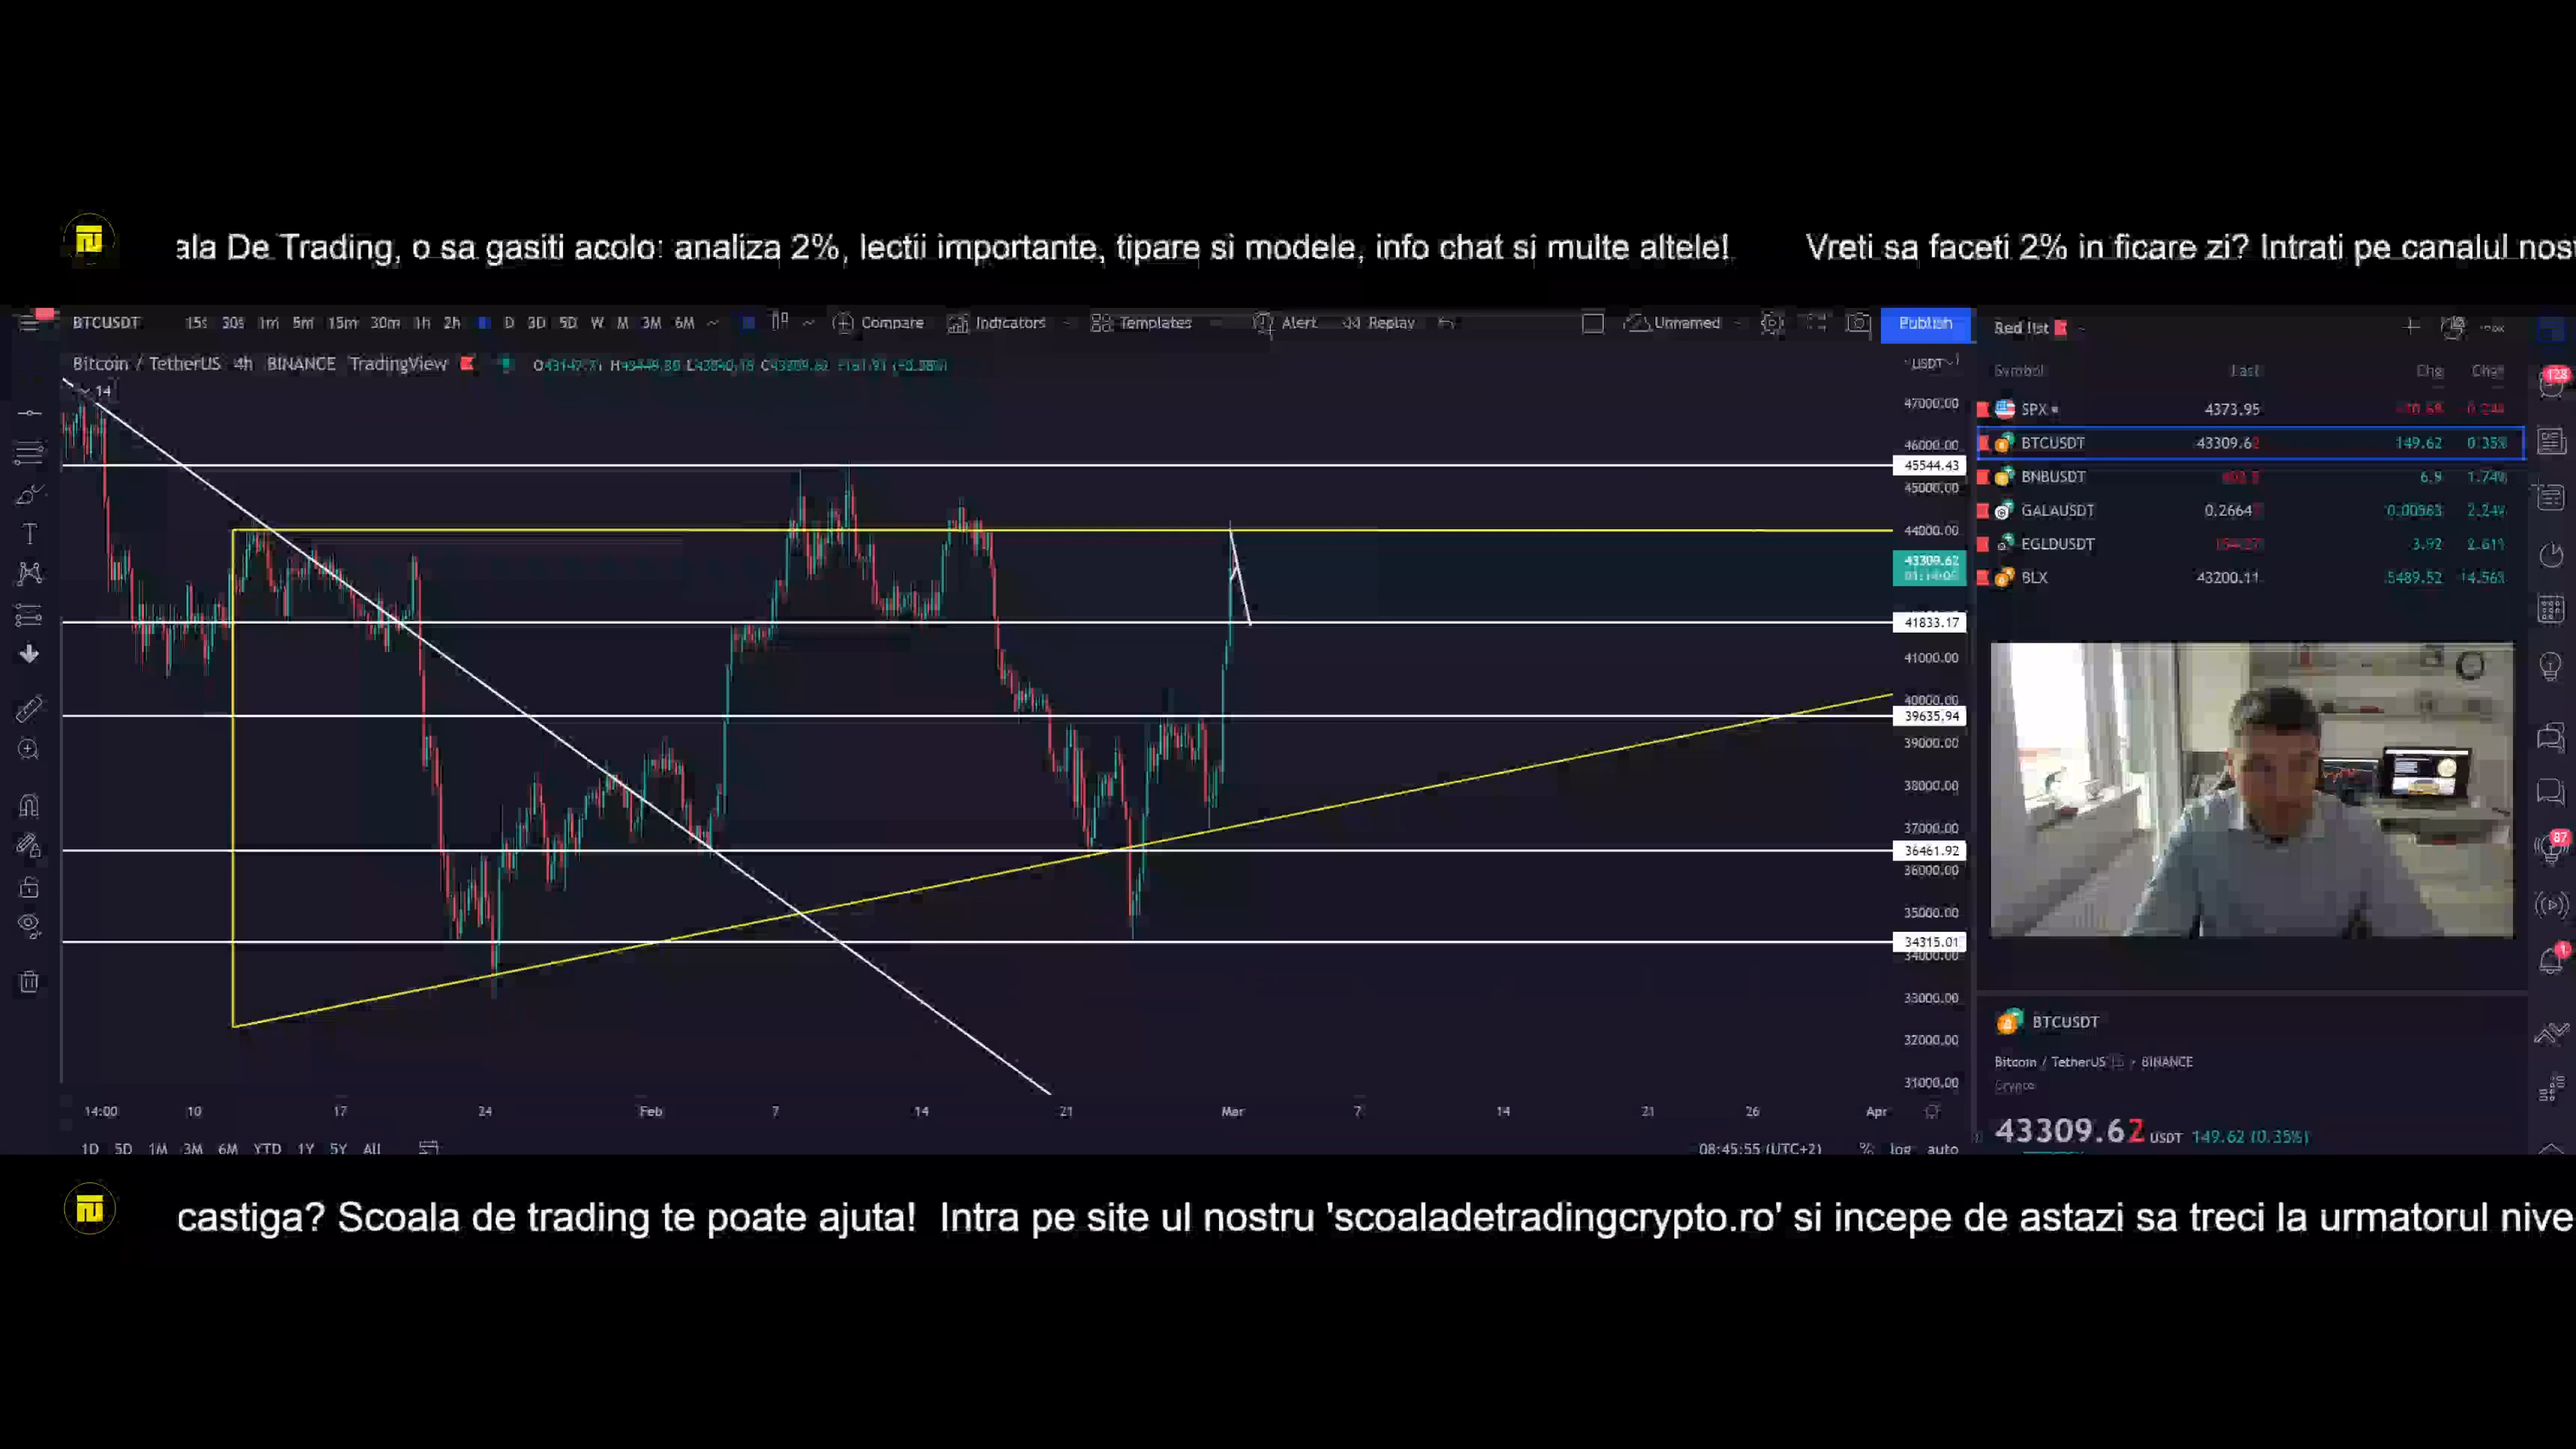 ala De Trading, o sa gasiti acolo: analiza 2%, lectii importante, tipare si modele, info chat si multe altele! Vreti sa faceti 2% in ficare zi? Intrati pe canalul nos
BTCUSDT 15s 30s 1m 5m 15m 30m 1h 2h D 3D 5D W M 3M 6M Compare Indicators Templates Alert Replay Unnamed Publish
Red list
Bitcoin / TetherUS 4h BINANCE TradingView
USDT
Symbol Last Chg
14
47000.00
46000.00
45544.43
45000.00
44000.00
43309.62
41833.17
41000.00
40000.00
39635.94
39000.00
38000.00
37000.00
36461.92
36000.00
35000.00
34315.01
34000.00
33000.00
32000.00
31000.00
SPX 4373.95
BTCUSDT 43309.62 149.62 0.35%
BNBUSDT 6.9 1.74%
GALAUSDT 0.2664
EGLDUSDT 3.92
BLX 43200.11 5489.52 14.56%
128
87
1
BTCUSDT
Bitcoin / TetherUS BINANCE
Crypto
43309.62 USDT 149.62 (0.35%)
14:00 10 17 24 Feb 7 14 21 Mar 7 14 21 26 Apr
1D 5D 1M 3M 6M YTD 1Y 5Y All 08:45:55 (UTC+2) % log auto
castiga? Scoala de trading te poate ajuta! Intra pe site ul nostru 'scoaladetradingcrypto.ro' si incepe de astazi sa treci la urmatorul nive